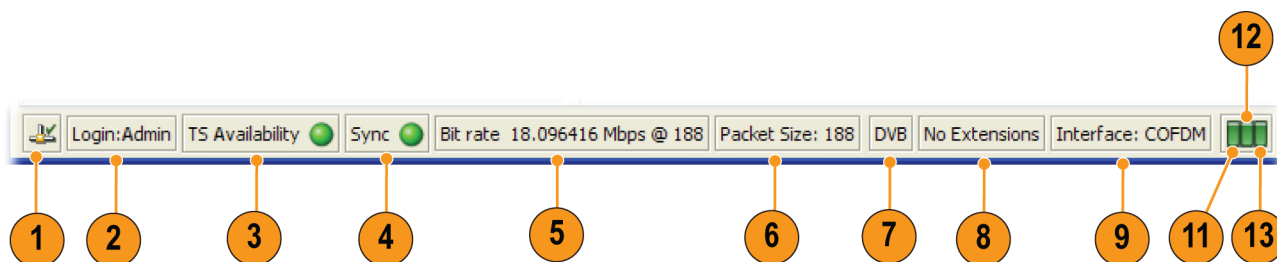 12
Login:Admin TS Availability Sync Bit rate 18.096416 Mbps @ 188 Packet Size: 188 DVB No Extensions Interface: COFDM
1 2 3 4 5 6 7 8 9 11 13